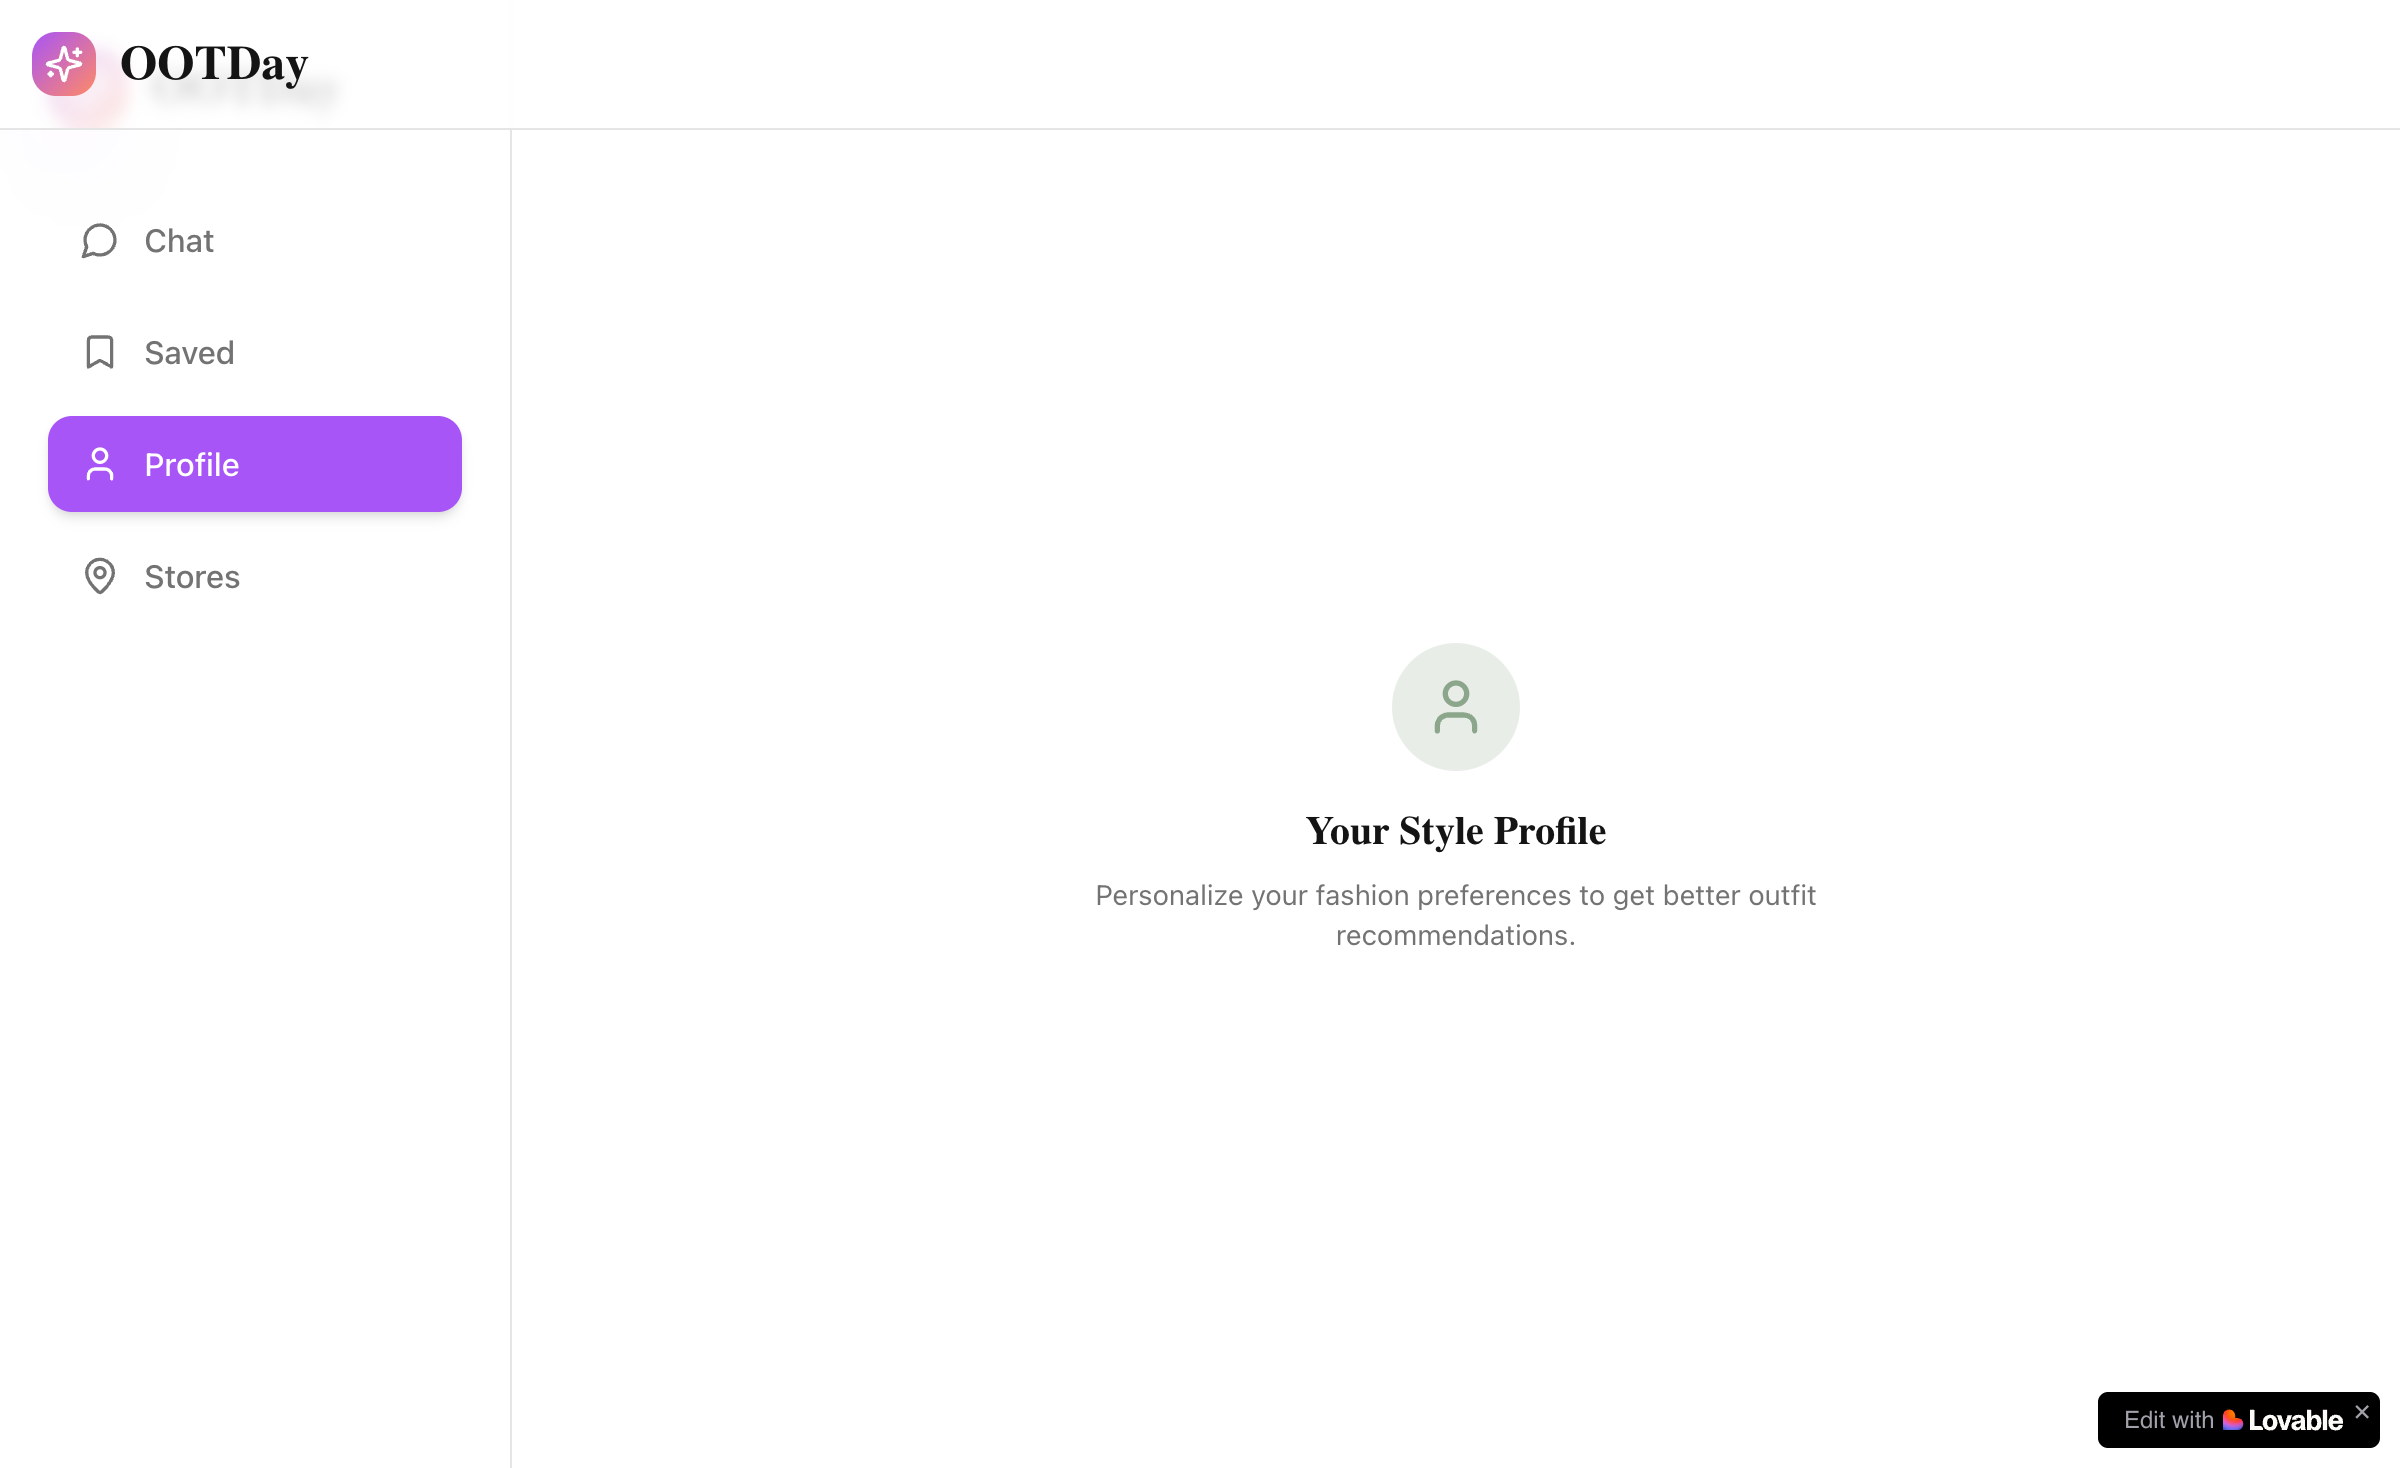 OOTDay
Chat
Saved
Profile
Stores
Your Style Profile
Personalize your fashion preferences to get better outfit
recommendations.
Edit with Lovable